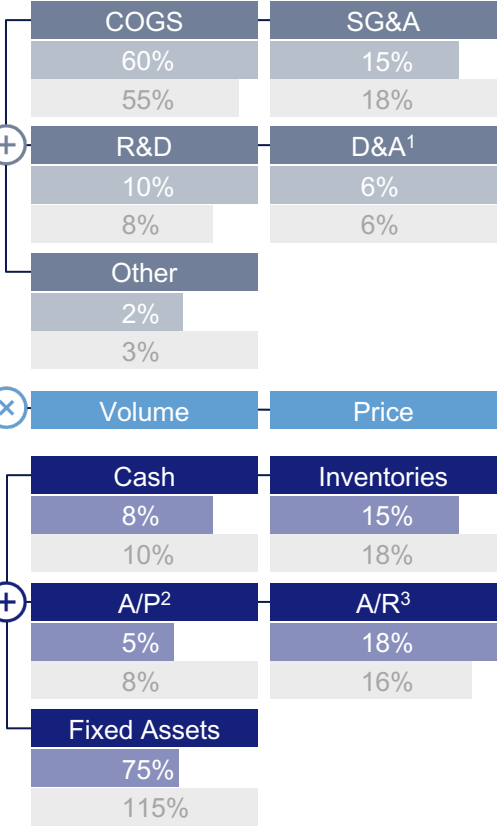 COGS SG&A
60% 15%
55% 18%
+
R&D D&A¹
10% 6%
8% 6%
Other
2%
3%
×
Volume Price
Cash Inventories
8% 15%
10% 18%
+
A/P² A/R³
5% 18%
8% 16%
Fixed Assets
75%
115%